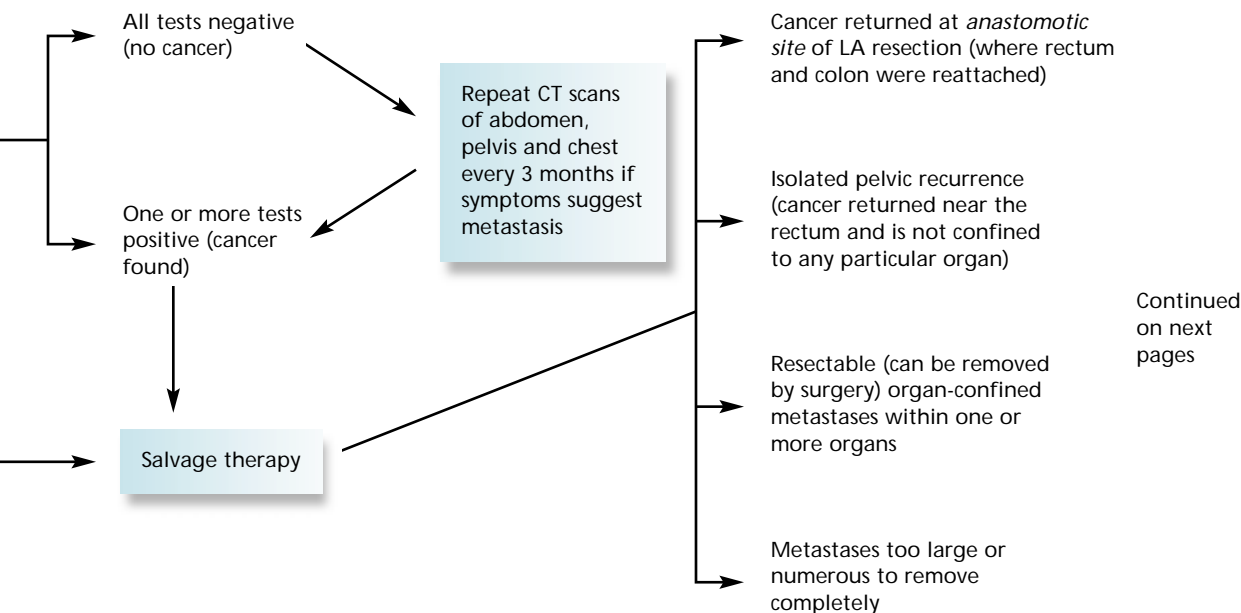 All tests negative
(no cancer)
One or more tests
positive (cancer
found)
Salvage therapy
Repeat CT scans
of abdomen,
pelvis and chest
every 3 months if
symptoms suggest
metastasis
Cancer returned at anastomotic
site of LA resection (where rectum
and colon were reattached)
Isolated pelvic recurrence
(cancer returned near the
rectum and is not confined
to any particular organ)
Resectable (can be removed
by surgery) organ-confined
metastases within one or
more organs
Metastases too large or
numerous to remove
completely
Continued
on next
pages